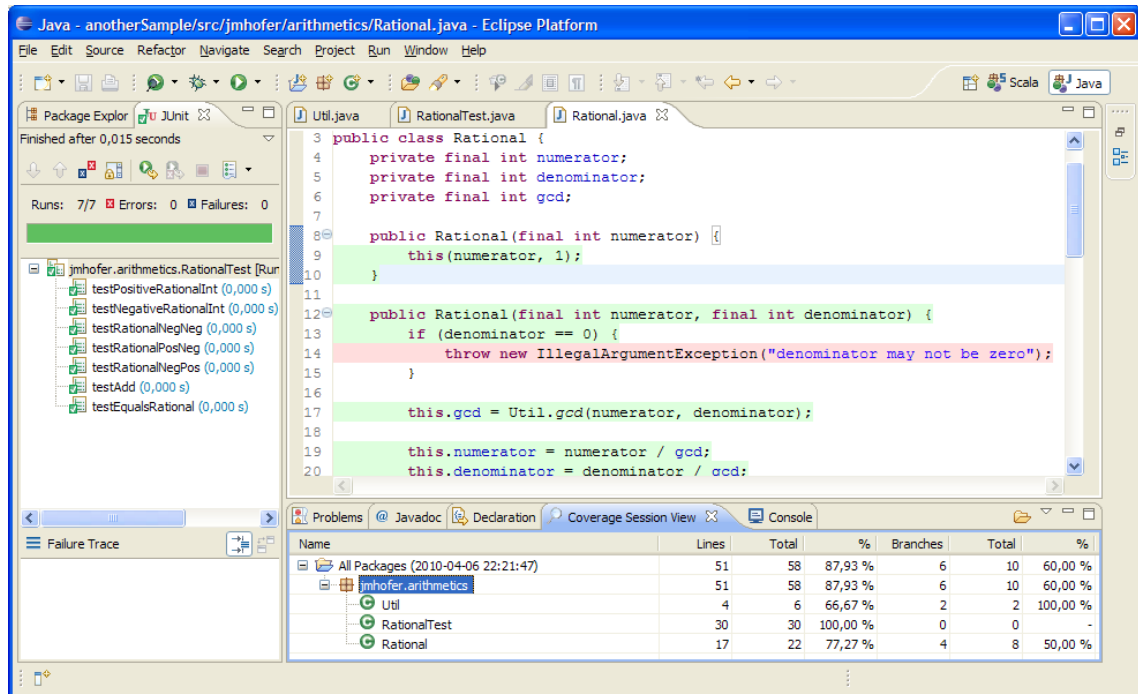 Java - anotherSample/src/jmhofer/arithmetics/Rational.java - Eclipse Platform
File Edit Source Refactor Navigate Search Project Run Window Help
Scala Java
Package Explor JUnit
Finished after 0,015 seconds
Runs: 7/7 Errors: 0 Failures: 0
jmhofer.arithmetics.RationalTest [Run
testPositiveRationalInt (0,000 s)
testNegativeRationalInt (0,000 s)
testRationalNegNeg (0,000 s)
testRationalPosNeg (0,000 s)
testRationalNegPos (0,000 s)
testAdd (0,000 s)
testEqualsRational (0,000 s)
Failure Trace
Util.java RationalTest.java Rational.java
3 public class Rational {
4 private final int numerator;
5 private final int denominator;
6 private final int gcd;
7
8 public Rational(final int numerator) {
9 this(numerator, 1);
10 }
11
12 public Rational(final int numerator, final int denominator) {
13 if (denominator == 0) {
14 throw new IllegalArgumentException("denominator may not be zero");
15 }
16
17 this.gcd = Util.gcd(numerator, denominator);
18
19 this.numerator = numerator / gcd;
20 this.denominator = denominator / gcd;
Problems @ Javadoc Declaration Coverage Session View Console
Name Lines Total % Branches Total %
All Packages (2010-04-06 22:21:47) 51 58 87,93 % 6 10 60,00 %
jmhofer.arithmetics 51 58 87,93 % 6 10 60,00 %
Util 4 6 66,67 % 2 2 100,00 %
RationalTest 30 30 100,00 % 0 0 -
Rational 17 22 77,27 % 4 8 50,00 %